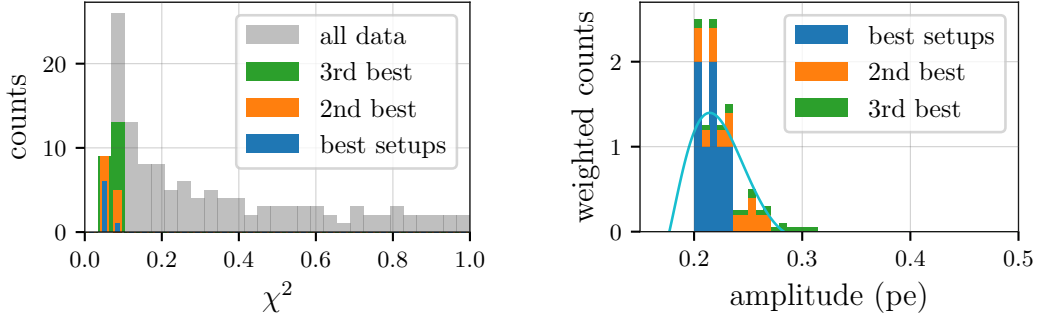 counts
20
10
0
all data
3rd best
2nd best
best setups
0.0 0.2 0.4 0.6 0.8 1.0
χ²
weighted counts
2
1
0
best setups
2nd best
3rd best
0.2 0.3 0.4 0.5
amplitude (pe)